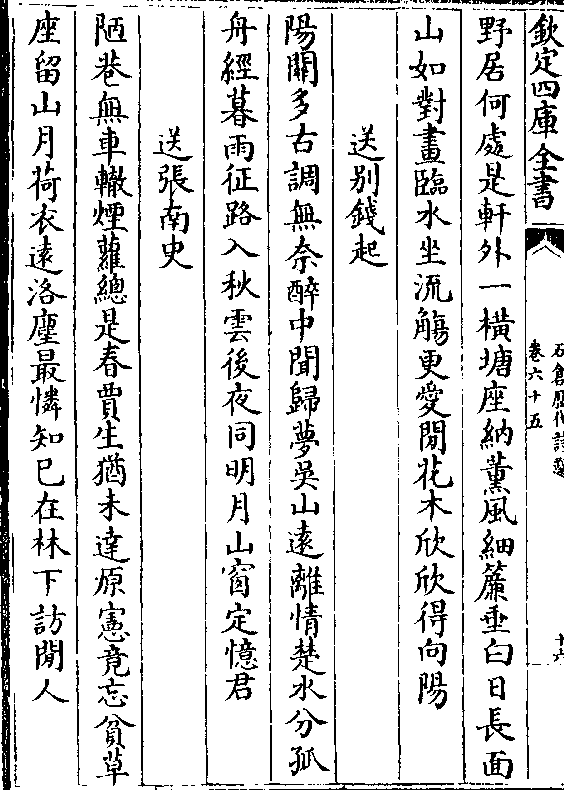 欽定四庫全書
石倉歷代詩選
卷六十五
十六
野居何處是軒外一橫塘座納薰風細簾垂白日長面
山如對畫臨水坐流觴更愛閒花木欣欣得向陽
送別錢起
陽關多古調無奈醉中聞歸夢吳山遠離情楚水分孤
舟經暮雨征路入秋雲後夜同明月山窗定憶君
送張南史
陋巷無車轍煙蘿總是春賈生猶未達原憲竟忘貧草
座留山月荷衣遠洛塵最憐知已在林下訪閒人